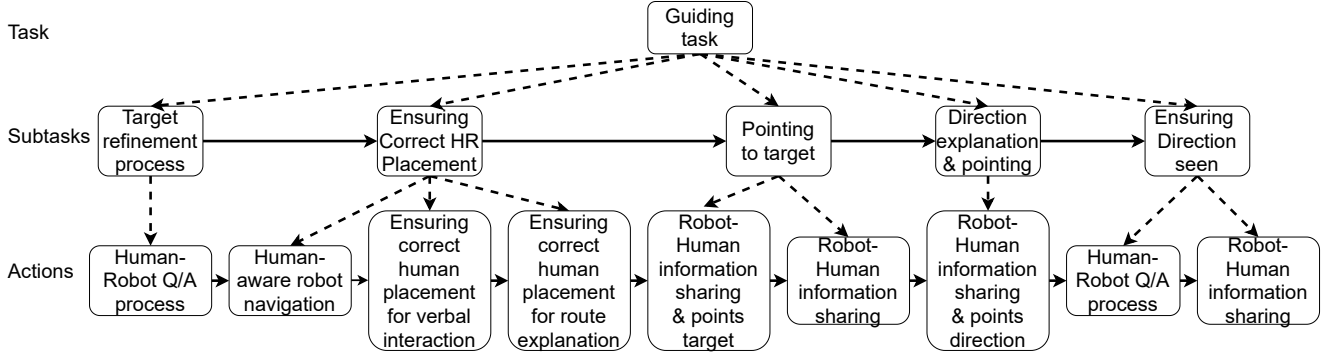 Task
Guiding
task
Subtasks
Target
refinement
process
Ensuring
Correct HR
Placement
Pointing
to target
Direction
explanation
& pointing
Ensuring
Direction
seen
Actions
Human-
Robot Q/A
process
Human-
aware robot
navigation
Ensuring
correct
human
placement
for verbal
interaction
Ensuring
correct
human
placement
for route
explanation
Robot-
Human
information
sharing
& points
target
Robot-
Human
information
sharing
Robot-
Human
information
sharing
& points
direction
Human-
Robot Q/A
process
Robot-
Human
information
sharing